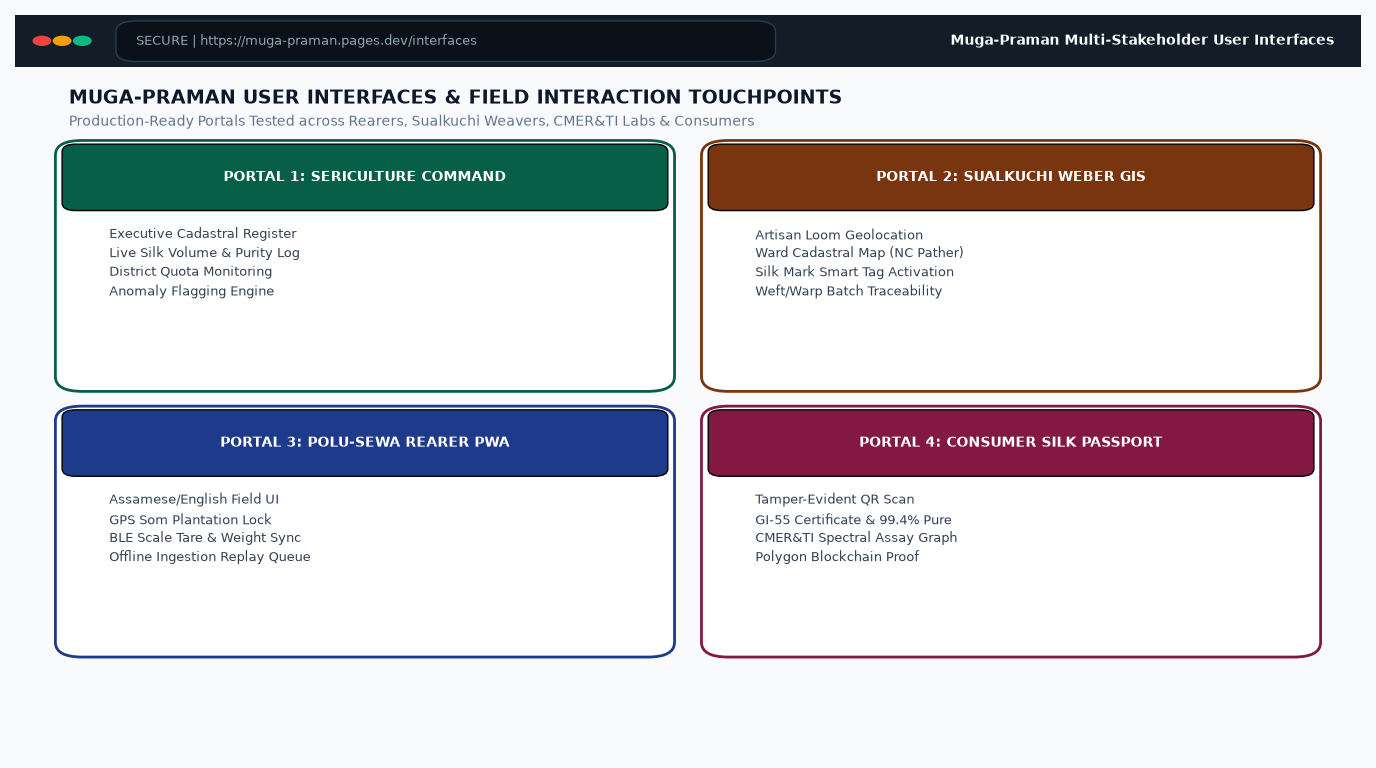 SECURE | https://muga-praman.pages.dev/interfaces
Muga-Praman Multi-Stakeholder User Interfaces
MUGA-PRAMAN USER INTERFACES & FIELD INTERACTION TOUCHPOINTS
Production-Ready Portals Tested across Rearers, Sualkuchi Weavers, CMER&TI Labs & Consumers
PORTAL 1: SERICULTURE COMMAND
Executive Cadastral Register
Live Silk Volume & Purity Log
District Quota Monitoring
Anomaly Flagging Engine
PORTAL 2: SUALKUCHI WEBER GIS
Artisan Loom Geolocation
Ward Cadastral Map (NC Pather)
Silk Mark Smart Tag Activation
Weft/Warp Batch Traceability
PORTAL 3: POLU-SEWA REARER PWA
Assamese/English Field UI
GPS Som Plantation Lock
BLE Scale Tare & Weight Sync
Offline Ingestion Replay Queue
PORTAL 4: CONSUMER SILK PASSPORT
Tamper-Evident QR Scan
GI-55 Certificate & 99.4% Pure
CMER&TI Spectral Assay Graph
Polygon Blockchain Proof